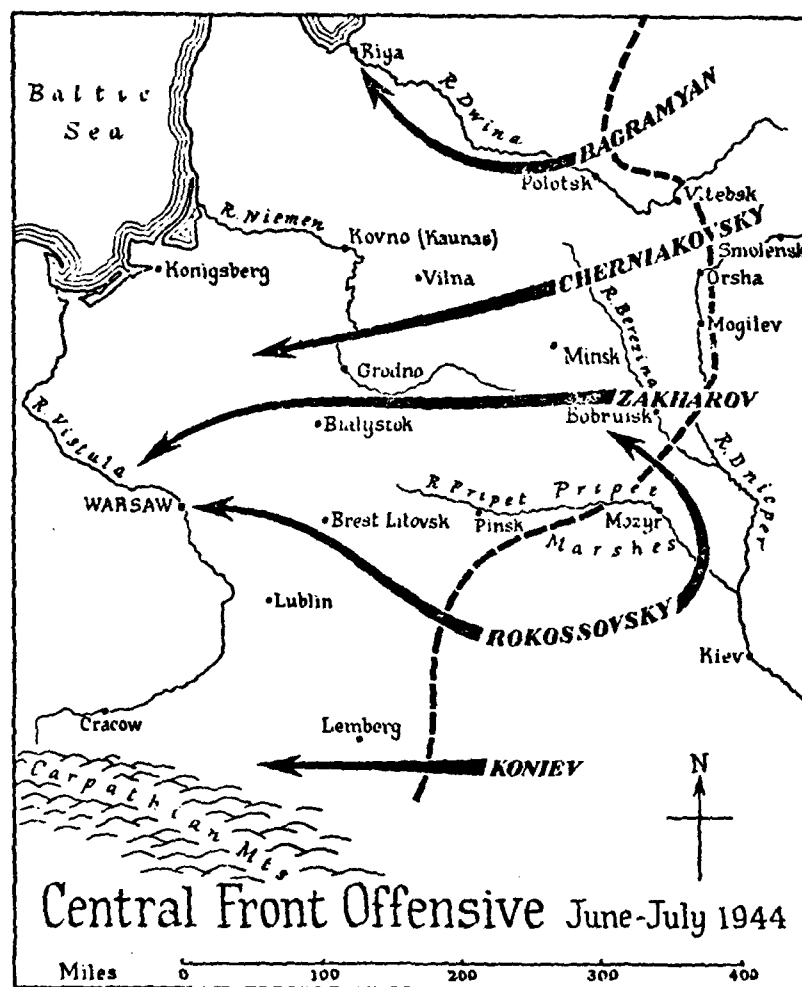 Riga
Baltic
Sea
R. Dwina
BAGRAMYAN
Polotsk
Vitebsk
R. Niemen
Kovno (Kaunas)
CHERNIAKOVSKY
Smolensk
Konigsberg
Vilna
Orsha
R. Berezina
Mogilev
Minsk
Grodno
ZAKHAROV
R. Vistula
Bialystok
Bobruisk
R. Dnieper
R. Pripet
Pripet
WARSAW
Brest Litovsk
Pinsk
Mozyr
Marshes
Lublin
ROKOSSOVSKY
Kiev
Cracow
Lemberg
KONIEV
N
Carpathian Mts
Central Front Offensive June-July 1944
Miles 0 100 200 300 400